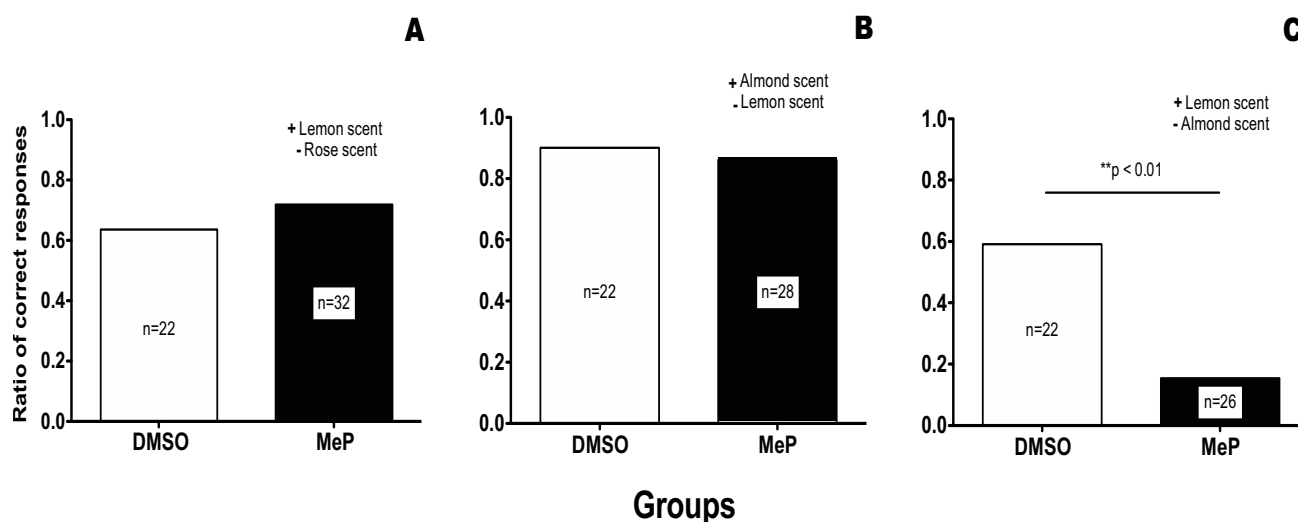 A
+ Lemon scent
- Rose scent
Ratio of correct responses
1.0
0.8
0.6
0.4
0.2
0.0
n=22
n=32
DMSO
MeP
B
+ Almond scent
- Lemon scent
1.0
0.8
0.6
0.4
0.2
0.0
n=22
n=28
DMSO
MeP
C
+ Lemon scent
- Almond scent
1.0
0.8
0.6
0.4
0.2
0.0
**p < 0.01
n=22
n=26
DMSO
MeP
Groups